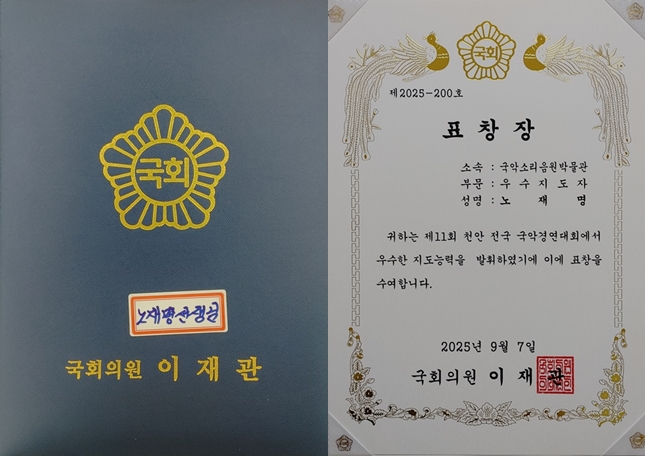 국회
노재명선생님
국회의원 이 재 관
국회
제2025-200호
표 창 장
소속 : 국악소리음원박물관
부문 : 우 수 지 도 자
성명 : 노 재 명
귀하는 제11회 천안 전국 국악경연대회에서
우수한 지도능력을 발휘하였기에 이에 표창을
수여합니다.
2025년 9월 7일
국회의원 이 재 관